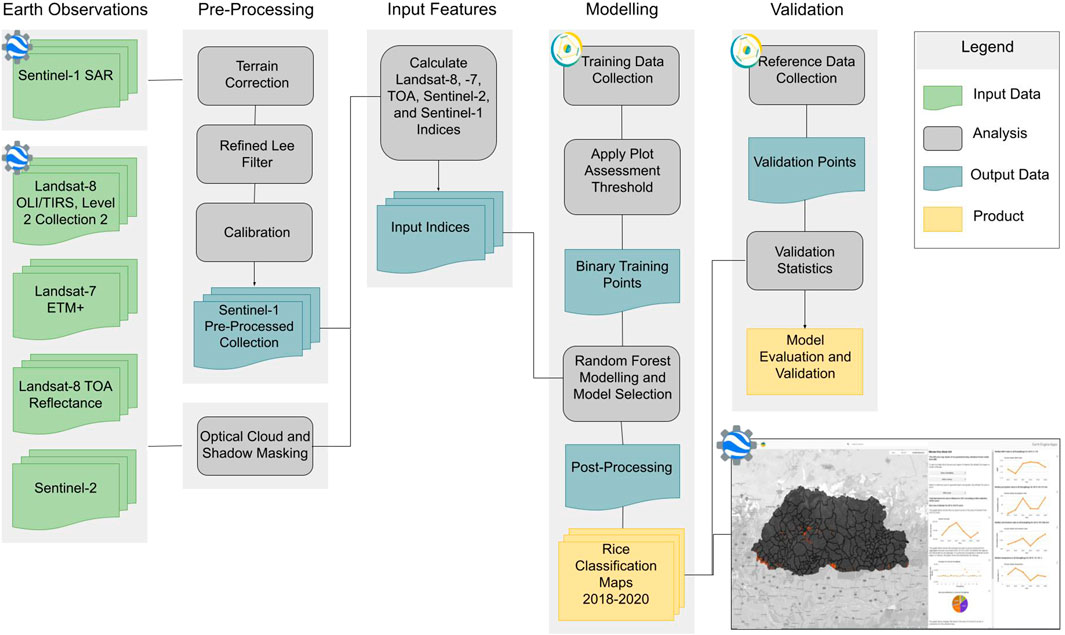 Earth Observations
Pre-Processing
Input Features
Modelling
Validation
Sentinel-1 SAR
Landsat-8
OLI/TIRS, Level
2 Collection 2
Landsat-7
ETM+
Landsat-8 TOA
Reflectance
Sentinel-2
Terrain
Correction
Refined Lee
Filter
Calibration
Sentinel-1
Pre-Processed
Collection
Optical Cloud and
Shadow Masking
Calculate
Landsat-8, -7,
TOA, Sentinel-2,
and Sentinel-1
Indices
Input Indices
Training Data
Collection
Apply Plot
Assessment
Threshold
Binary Training
Points
Random Forest
Modelling and
Model Selection
Post-Processing
Rice
Classification
Maps
2018-2020
Reference Data
Collection
Validation Points
Validation
Statistics
Model
Evaluation and
Validation
Legend
Input Data
Analysis
Output Data
Product